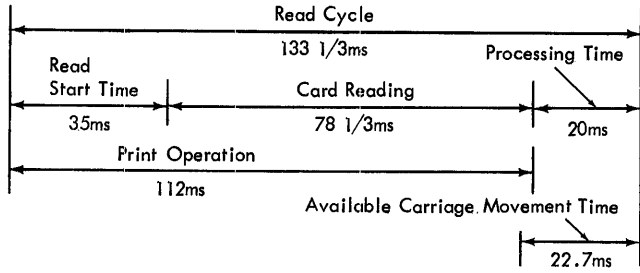 Read Cycle
133 1/3ms
Processing Time
Read
Start Time
Card Reading
35ms
78 1/3ms
20ms
Print Operation
112ms
Available Carriage Movement Time
22.7ms